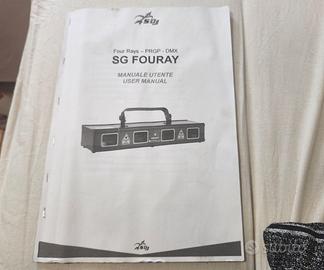 Four Rays – PRGP - DMX
SG FOURAY
MANUALE UTENTE
USER MANUAL